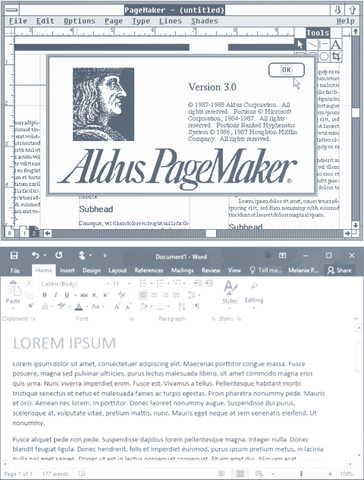 PageMaker - (untitled)
File Edit Options Page Type Lines Shades
Tools
OK
Version 3.0
© 1987-1988 Aldus Corporation. All
rights reserved. Portions © Microsoft
Corporation, 1984-1987. All rights
reserved. Portions Ranked Hyphenation
System © 1986, 1987 Houghton Mifflin
Company. All rights reserved.
Aldus PageMaker®
Subhead
Subhead
Document1 - Word
File Home Insert Design Layout References Mailings Review View Tell me... Melanie P... Share
Paste
Calibri (Body) 11
Styles Editing
Clipboard Font Paragraph Styles
LOREM IPSUM
Lorem ipsum dolor sit amet, consectetuer adipiscing elit. Maecenas porttitor congue massa. Fusce
posuere, magna sed pulvinar ultricies, purus lectus malesuada libero, sit amet commodo magna eros
quis urna. Nunc viverra imperdiet enim. Fusce est. Vivamus a tellus. Pellentesque habitant morbi
tristique senectus et netus et malesuada fames ac turpis egestas. Proin pharetra nonummy pede. Mauris
et orci. Aenean nec lorem. In porttitor. Donec laoreet nonummy augue. Suspendisse dui purus,
scelerisque at, vulputate vitae, pretium mattis, nunc. Mauris eget neque at sem venenatis eleifend. Ut
nonummy.
Fusce aliquet pede non pede. Suspendisse dapibus lorem pellentesque magna. Integer nulla. Donec
blandit feugiat ligula. Donec hendrerit, felis et imperdiet euismod, purus ipsum pretium metus, in lacinia
nulla nisl eget sapien.
Page 1 of 1 177 words 100%